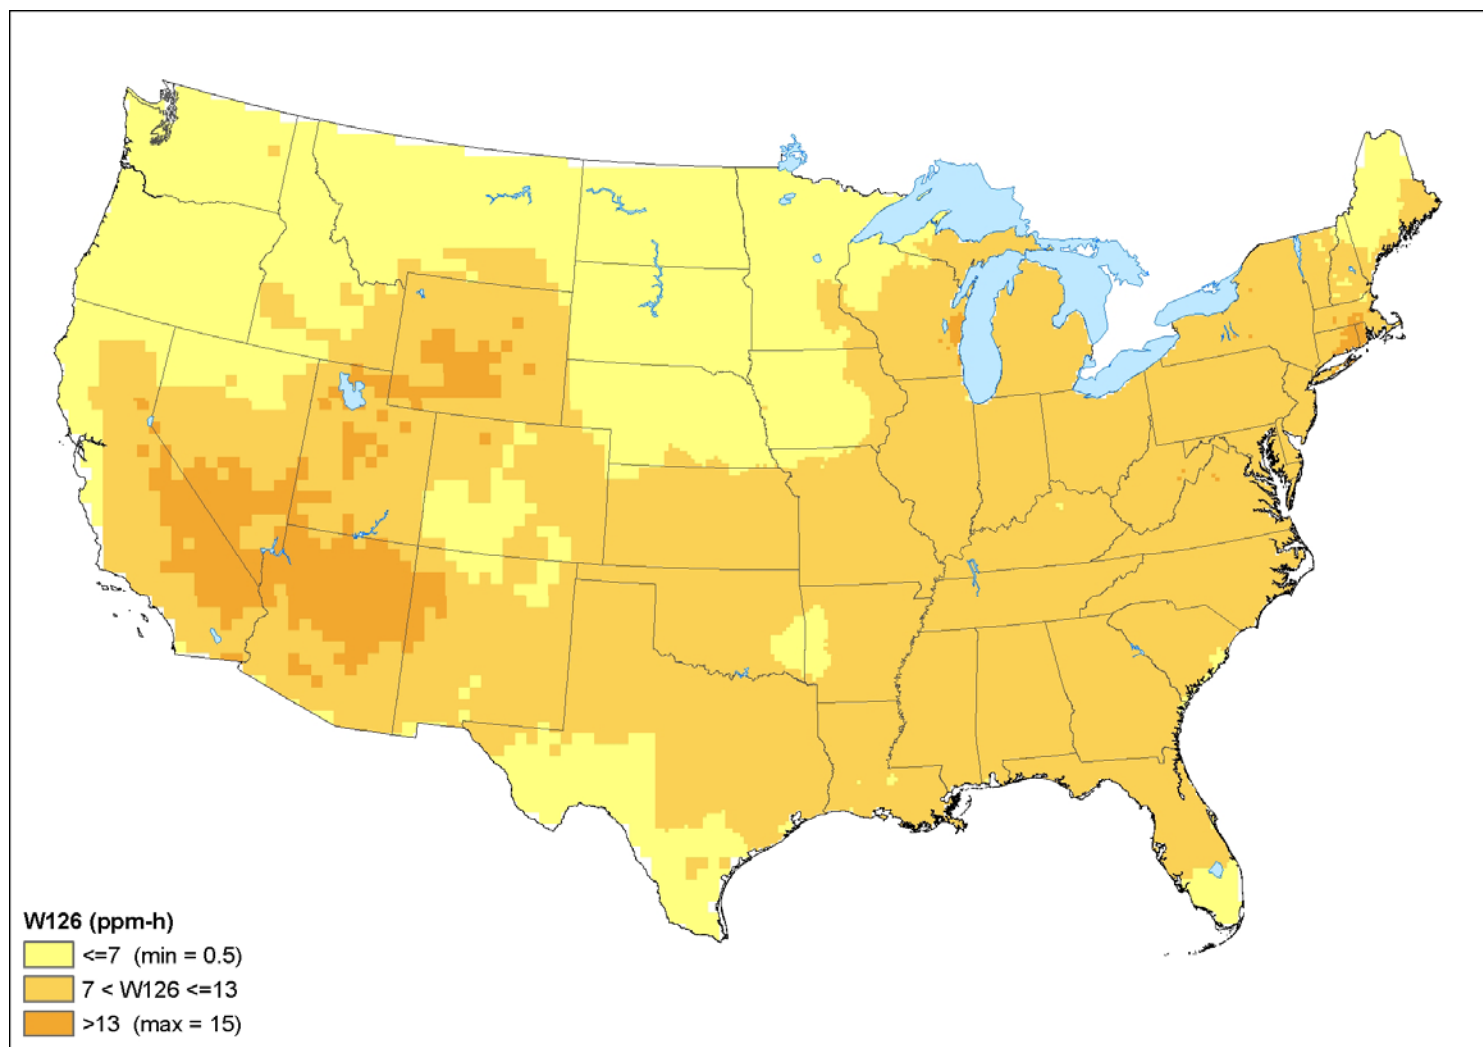 W126 (ppm-h)
<=7 (min = 0.5)
7 < W126 <=13
>13 (max = 15)